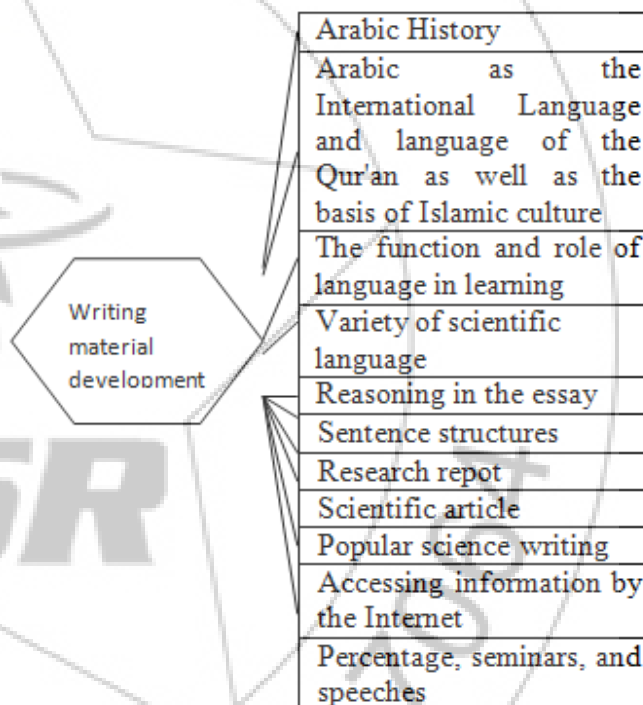 Arabic History
Arabic as the
International Language
and language of the
Qur'an as well as the
basis of Islamic culture
The function and role of
language in learning
Variety of scientific
language
Reasoning in the essay
Sentence structures
Research repot
Scientific article
Popular science writing
Accessing information by
the Internet
Percentage, seminars, and
speeches
Writing
material
development
SR
7064